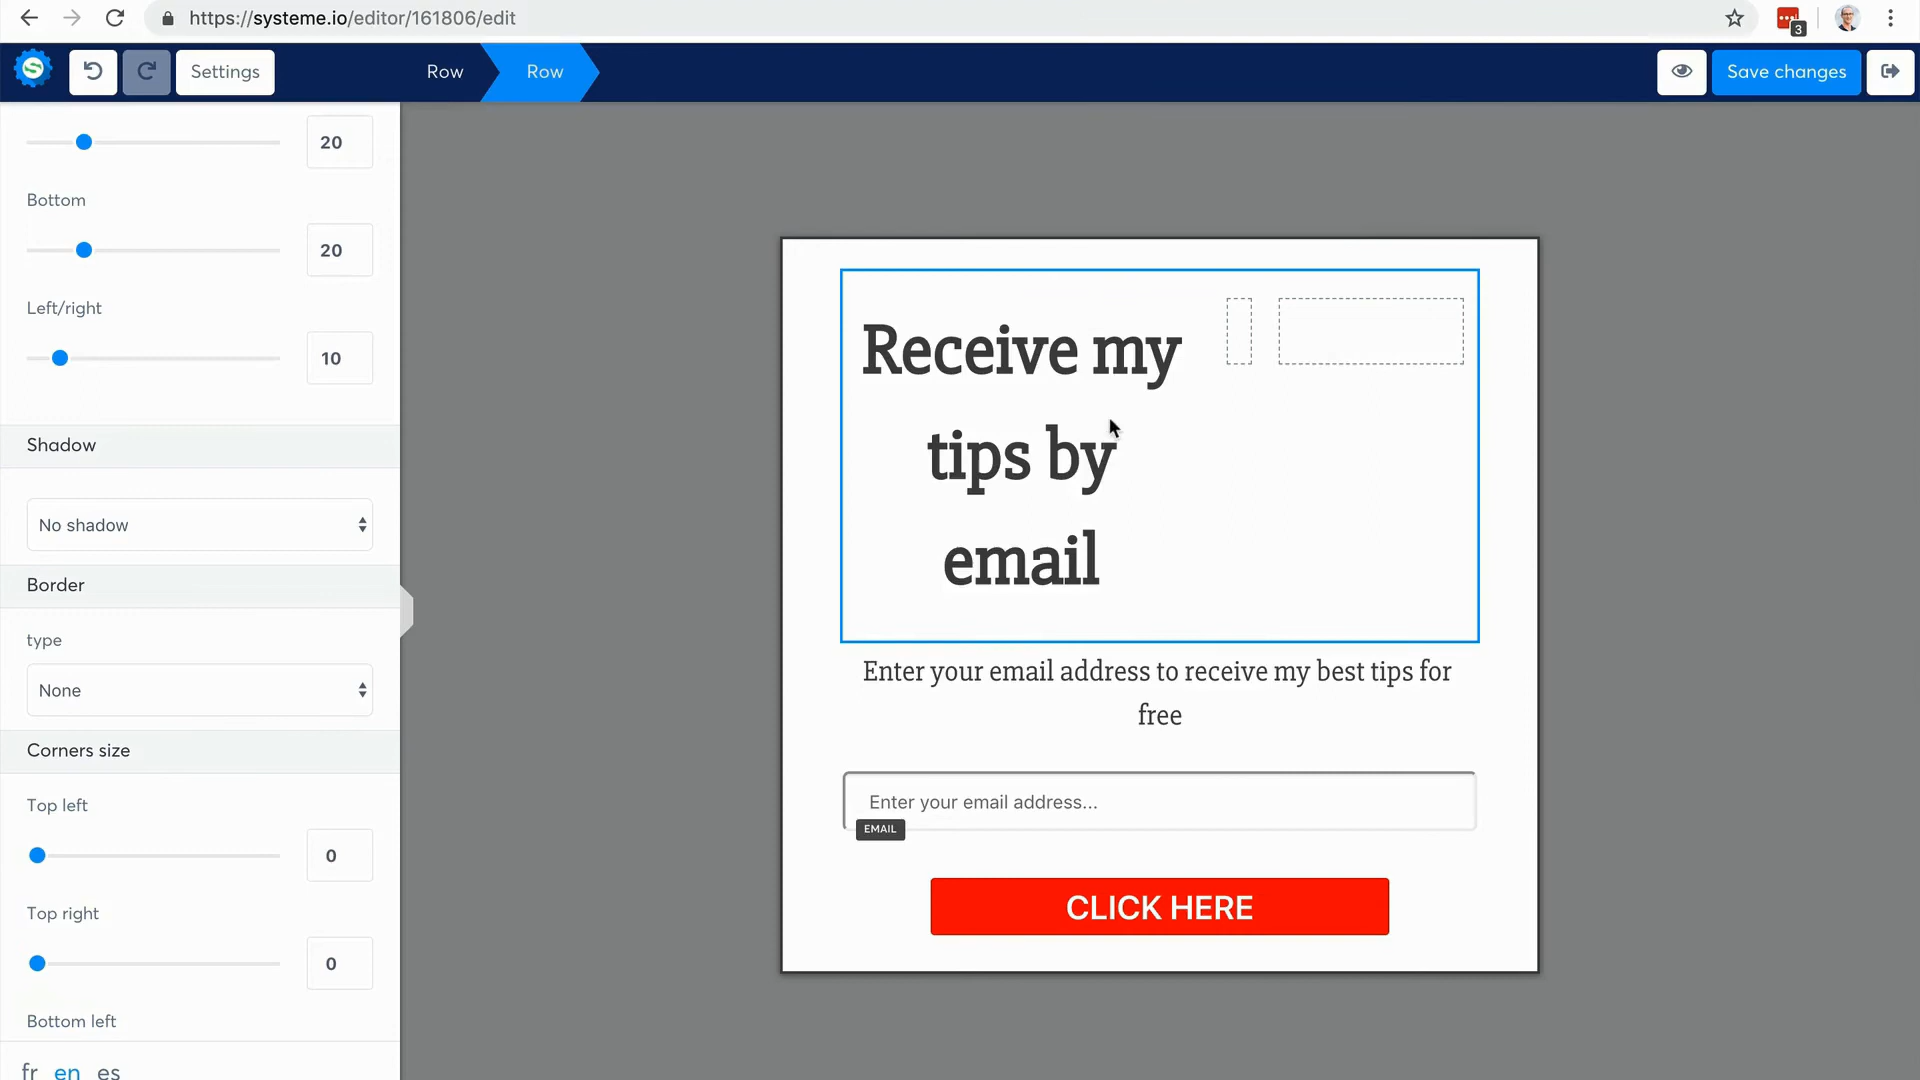 https://systeme.io/editor/161806/edit
3
Settings
Row
Row
Save changes
20
Bottom
20
Left/right
10
Shadow
No shadow
Border
type
None
Corners size
Top left
0
Top right
0
Bottom left
fr en es
Receive my
tips by
email
Enter your email address to receive my best tips for
free
Enter your email address...
EMAIL
CLICK HERE